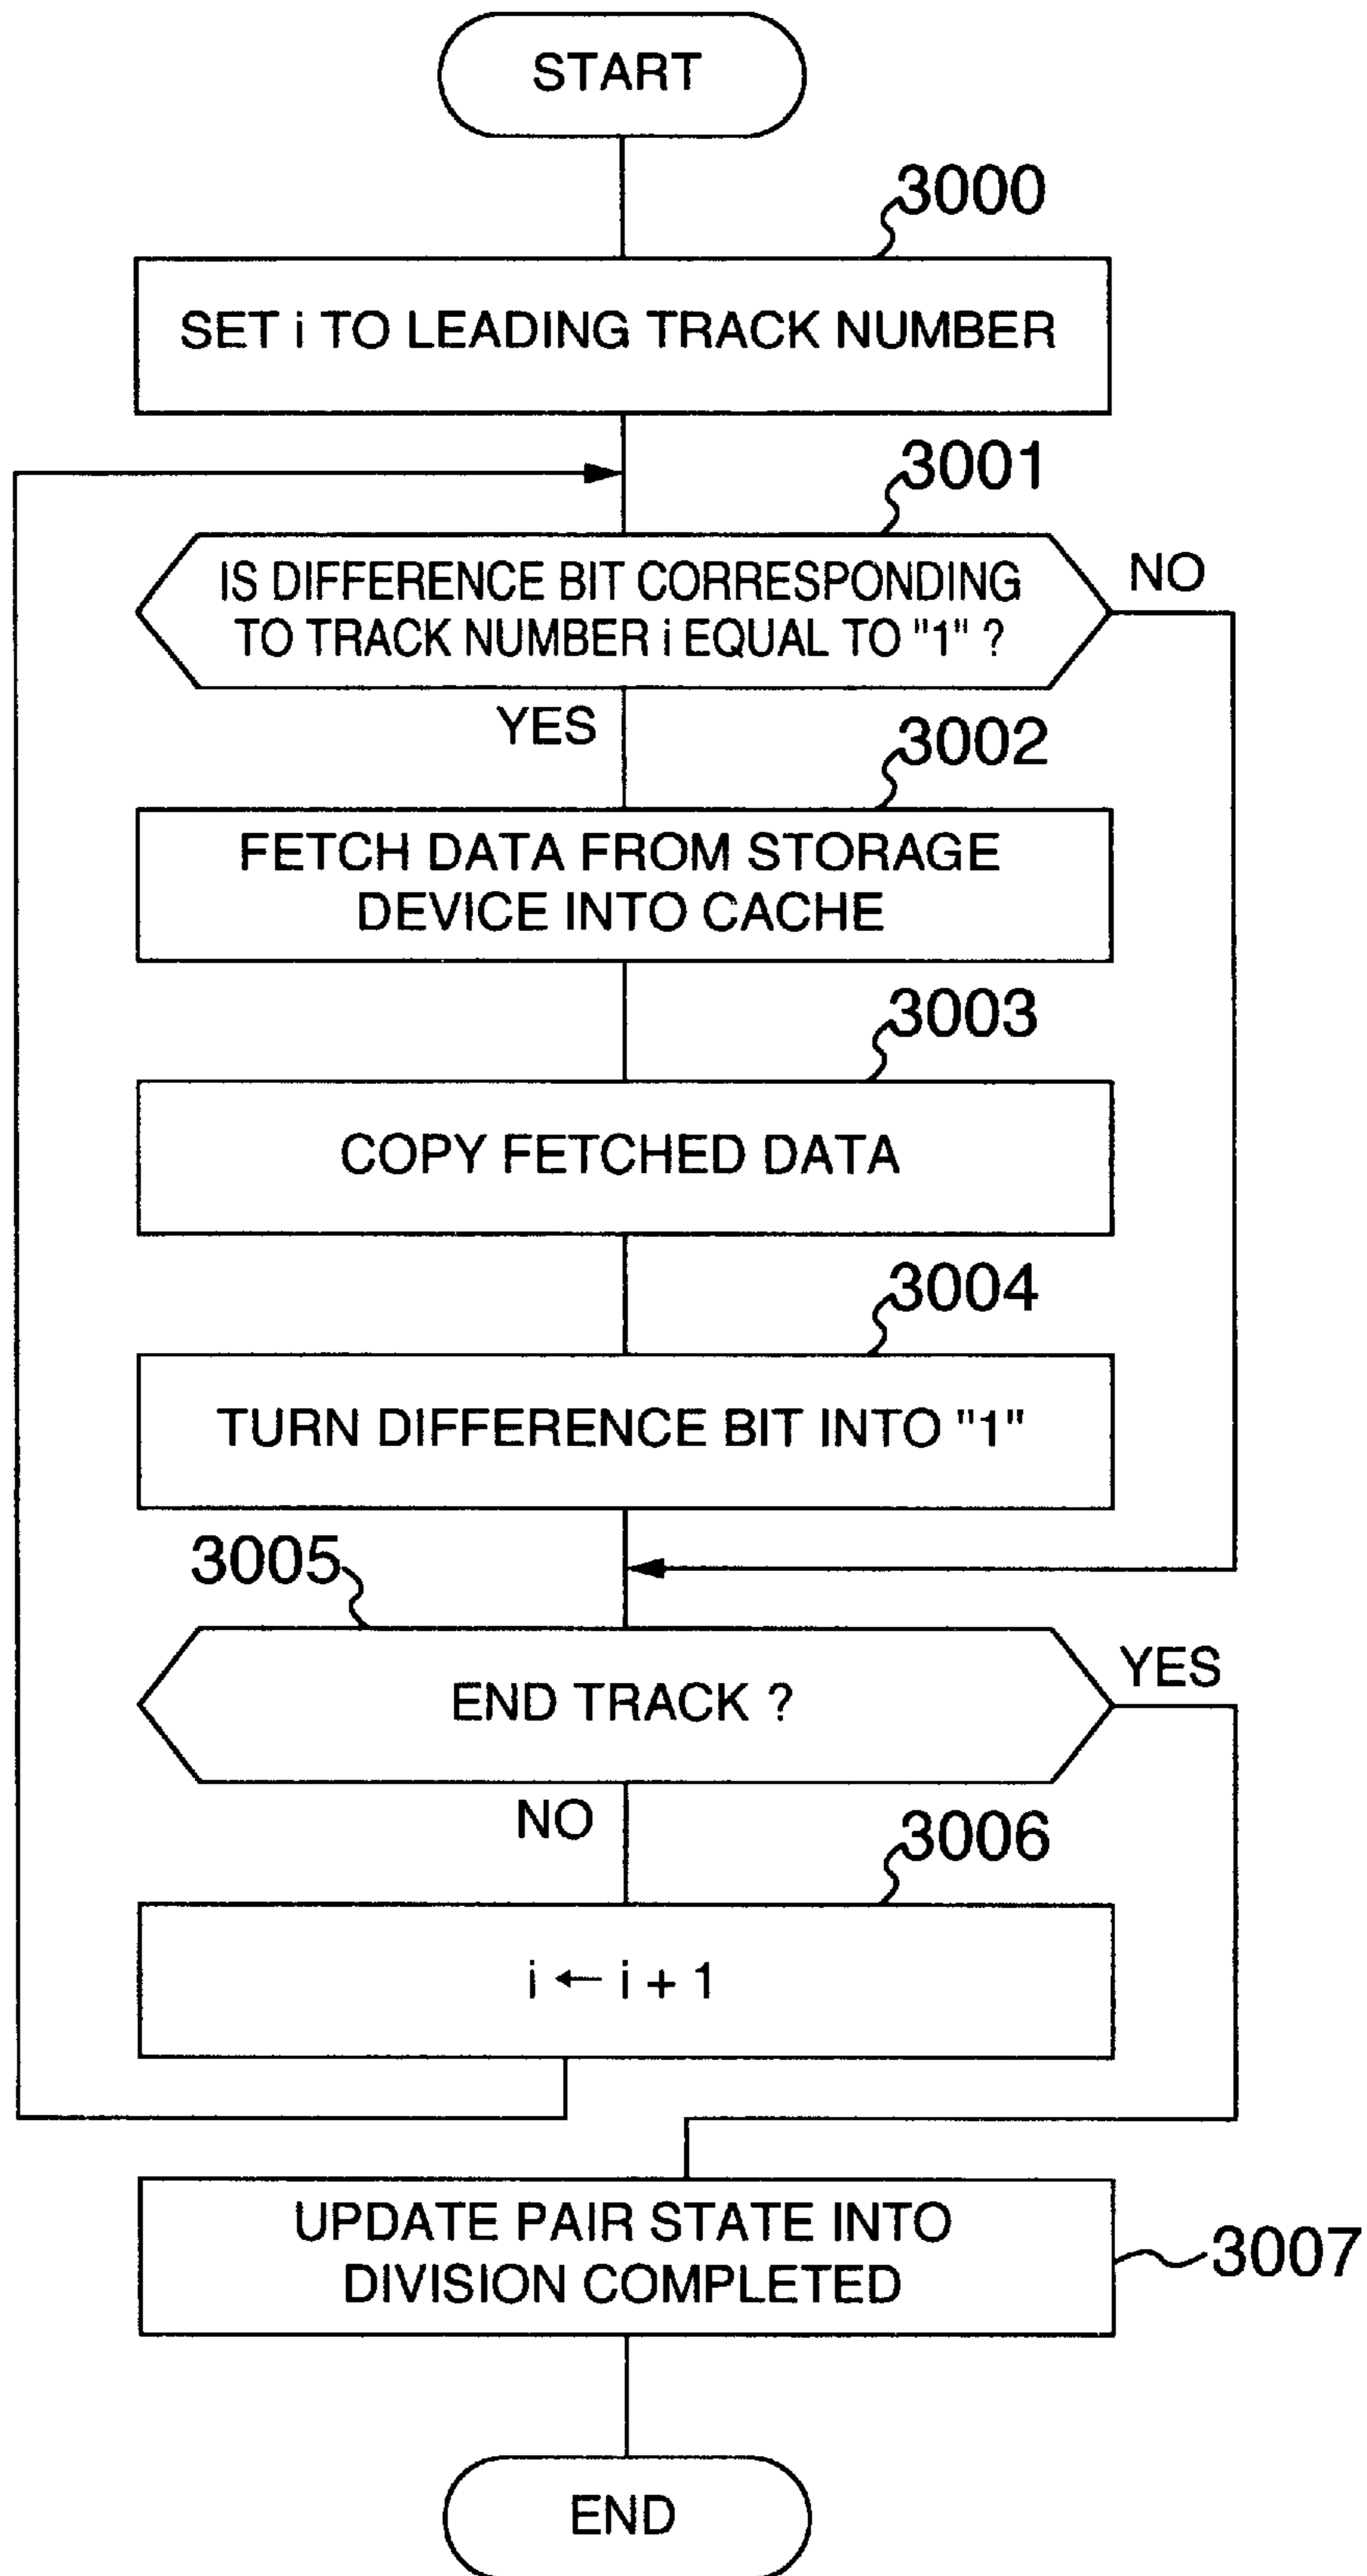 START
3000
SET i TO LEADING TRACK NUMBER
3001
IS DIFFERENCE BIT CORRESPONDING
TO TRACK NUMBER i EQUAL TO "1" ?
NO
YES
3002
FETCH DATA FROM STORAGE
DEVICE INTO CACHE
3003
COPY FETCHED DATA
3004
TURN DIFFERENCE BIT INTO "1"
3005
END TRACK ?
YES
NO
3006
i ← i + 1
UPDATE PAIR STATE INTO
DIVISION COMPLETED
3007
END